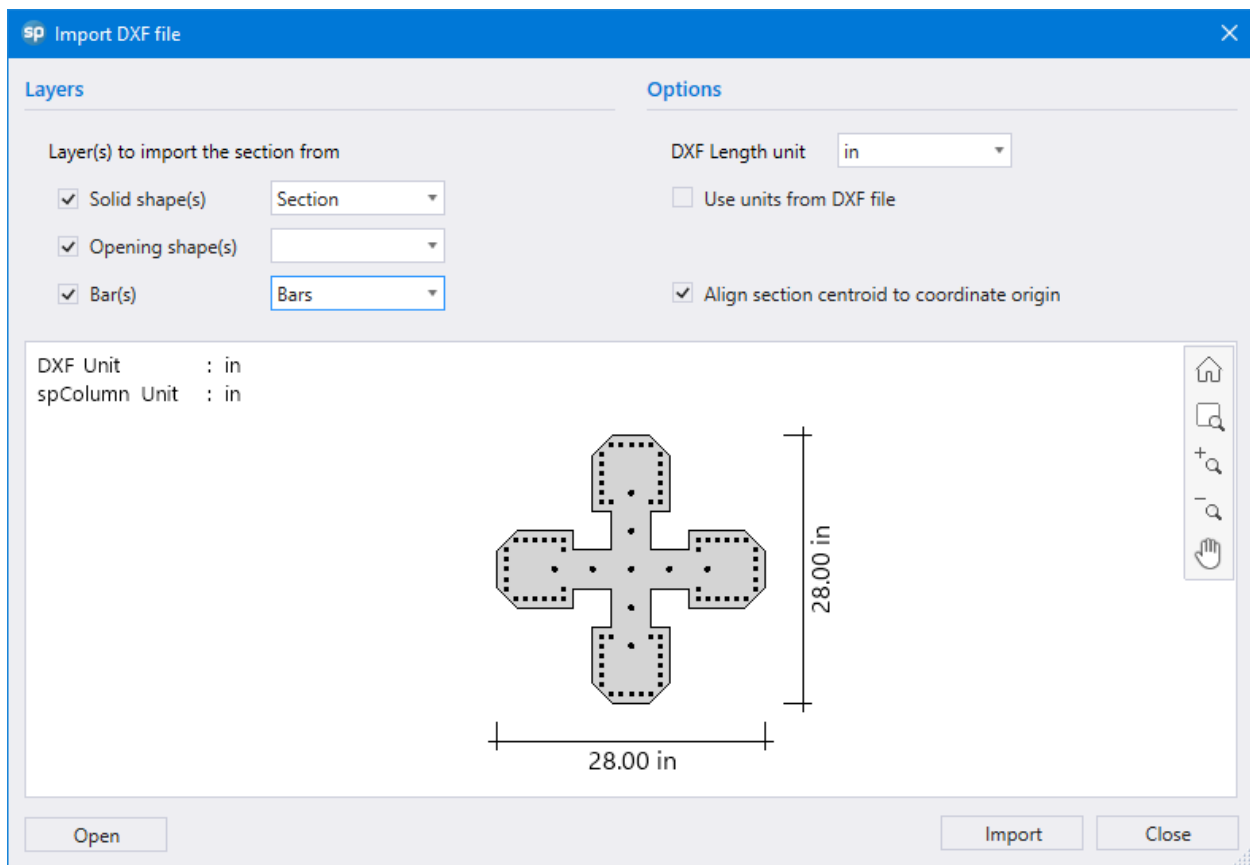 sp Import DXF file
Layers
Options
Layer(s) to import the section from
DXF Length unit in
Solid shape(s) Section
Use units from DXF file
Opening shape(s)
Bar(s) Bars
Align section centroid to coordinate origin
DXF Unit : in
spColumn Unit : in
28.00 in
28.00 in
Open
Import
Close